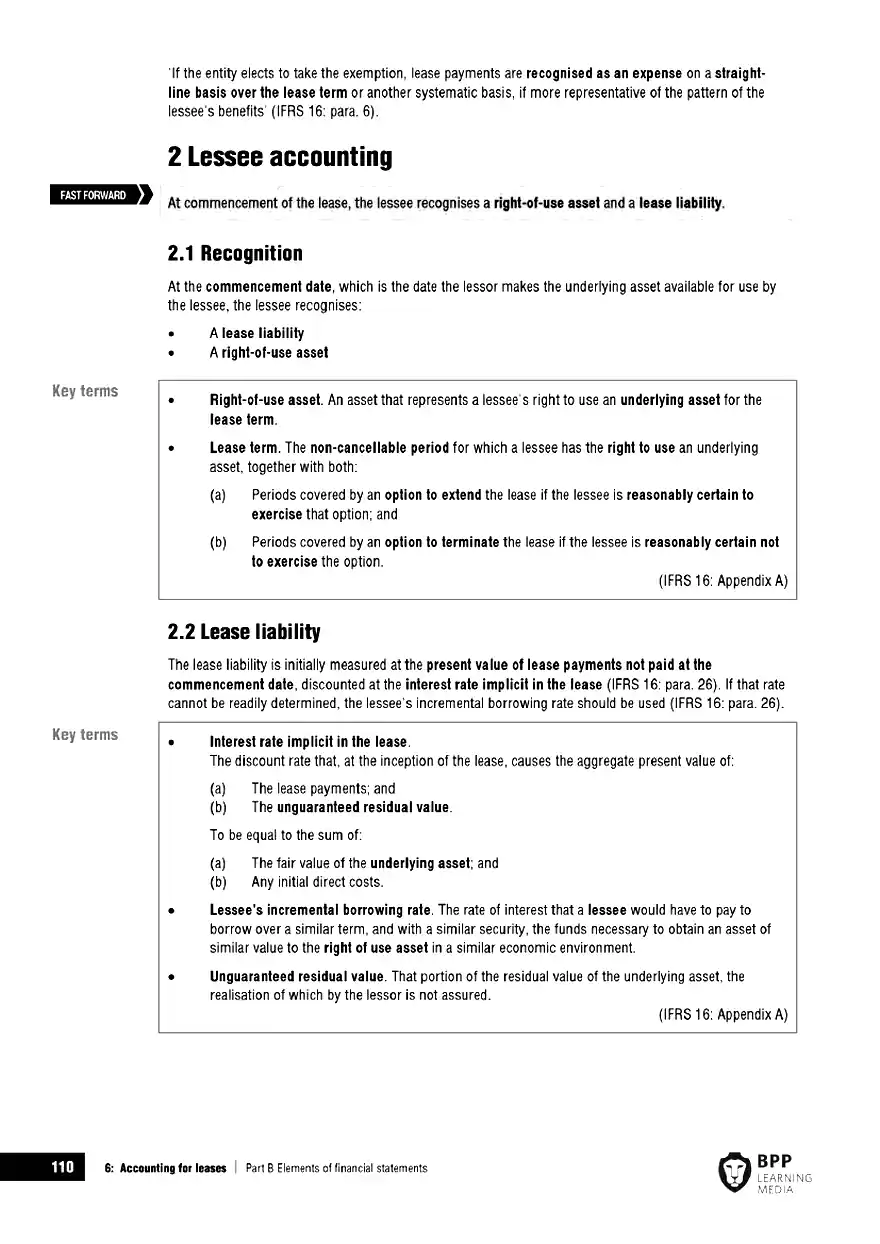 'If the entity elects to take the exemption, lease payments are recognised as an expense on a straight-
line basis over the lease term or another systematic basis, if more representative of the pattern of the
lessee's benefits' (IFRS 16: para. 6).
2 Lessee accounting
FAST FORWARD
At commencement of the lease, the lessee recognises a right-of-use asset and a lease liability.
2.1 Recognition
At the commencement date, which is the date the lessor makes the underlying asset available for use by
the lessee, the lessee recognises:
• A lease liability
• A right-of-use asset
Key terms
• Right-of-use asset. An asset that represents a lessee's right to use an underlying asset for the
lease term.
• Lease term. The non-cancellable period for which a lessee has the right to use an underlying
asset, together with both:
(a) Periods covered by an option to extend the lease if the lessee is reasonably certain to
exercise that option; and
(b) Periods covered by an option to terminate the lease if the lessee is reasonably certain not
to exercise the option.
(IFRS 16: Appendix A)
2.2 Lease liability
The lease liability is initially measured at the present value of lease payments not paid at the
commencement date, discounted at the interest rate implicit in the lease (IFRS 16: para. 26). If that rate
cannot be readily determined, the lessee's incremental borrowing rate should be used (IFRS 16: para. 26).
Key terms
• Interest rate implicit in the lease.
The discount rate that, at the inception of the lease, causes the aggregate present value of:
(a) The lease payments; and
(b) The unguaranteed residual value.
To be equal to the sum of:
(a) The fair value of the underlying asset; and
(b) Any initial direct costs.
• Lessee's incremental borrowing rate. The rate of interest that a lessee would have to pay to
borrow over a similar term, and with a similar security, the funds necessary to obtain an asset of
similar value to the right of use asset in a similar economic environment.
• Unguaranteed residual value. That portion of the residual value of the underlying asset, the
realisation of which by the lessor is not assured.
(IFRS 16: Appendix A)
110 6: Accounting for leases | Part B Elements of financial statements
BPP
LEARNING
MEDIA